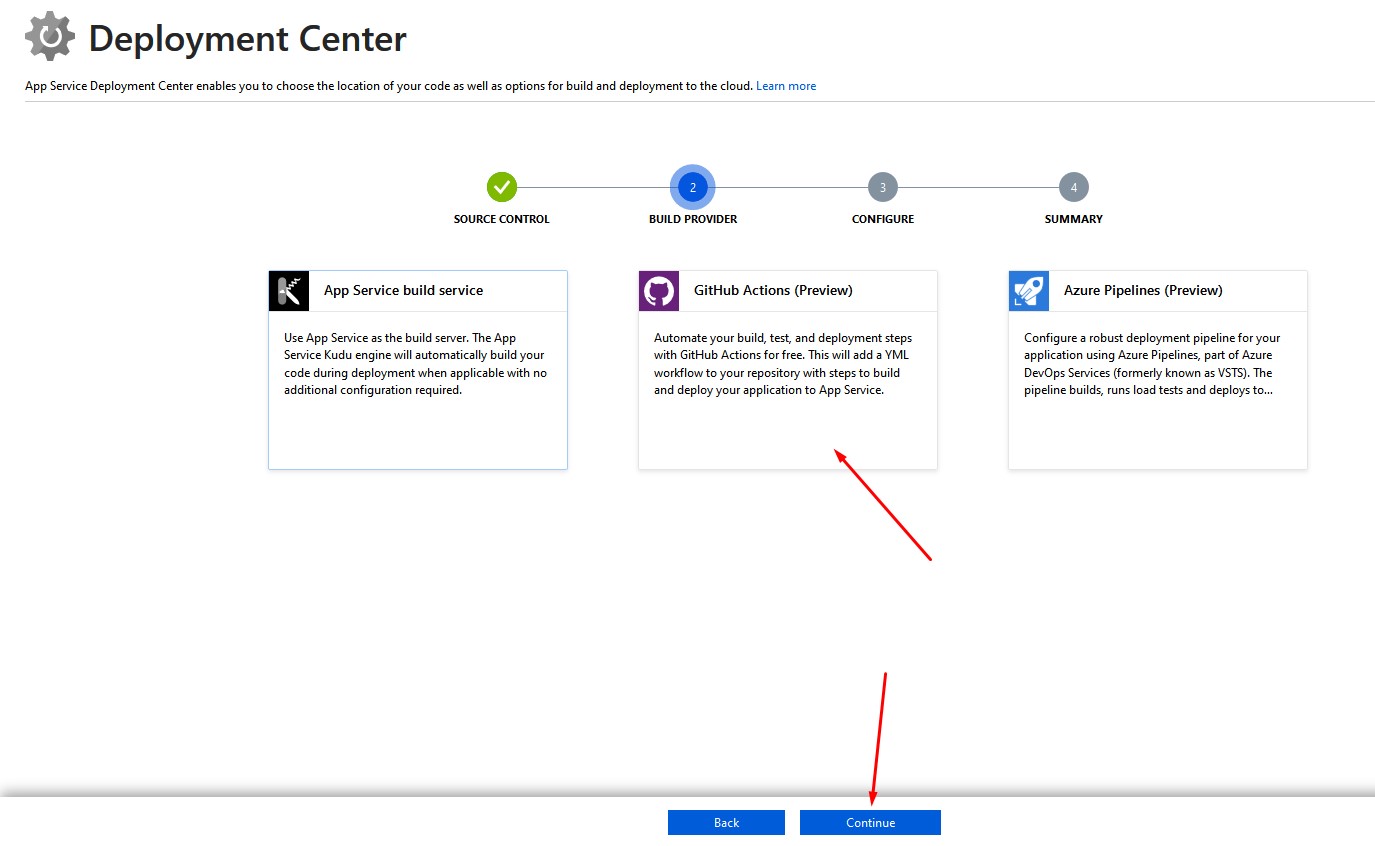 Deployment Center
App Service Deployment Center enables you to choose the location of your code as well as options for build and deployment to the cloud. Learn more
2
3
4
SOURCE CONTROL
BUILD PROVIDER
CONFIGURE
SUMMARY
App Service build service
Use App Service as the build server. The App
Service Kudu engine will automatically build your
code during deployment when applicable with no
additional configuration required.
GitHub Actions (Preview)
Automate your build, test, and deployment steps
with GitHub Actions for free. This will add a YML
workflow to your repository with steps to build
and deploy your application to App Service.
Azure Pipelines (Preview)
Configure a robust deployment pipeline for your
application using Azure Pipelines, part of Azure
DevOps Services (formerly known as VSTS). The
pipeline builds, runs load tests and deploys to...
Back
Continue